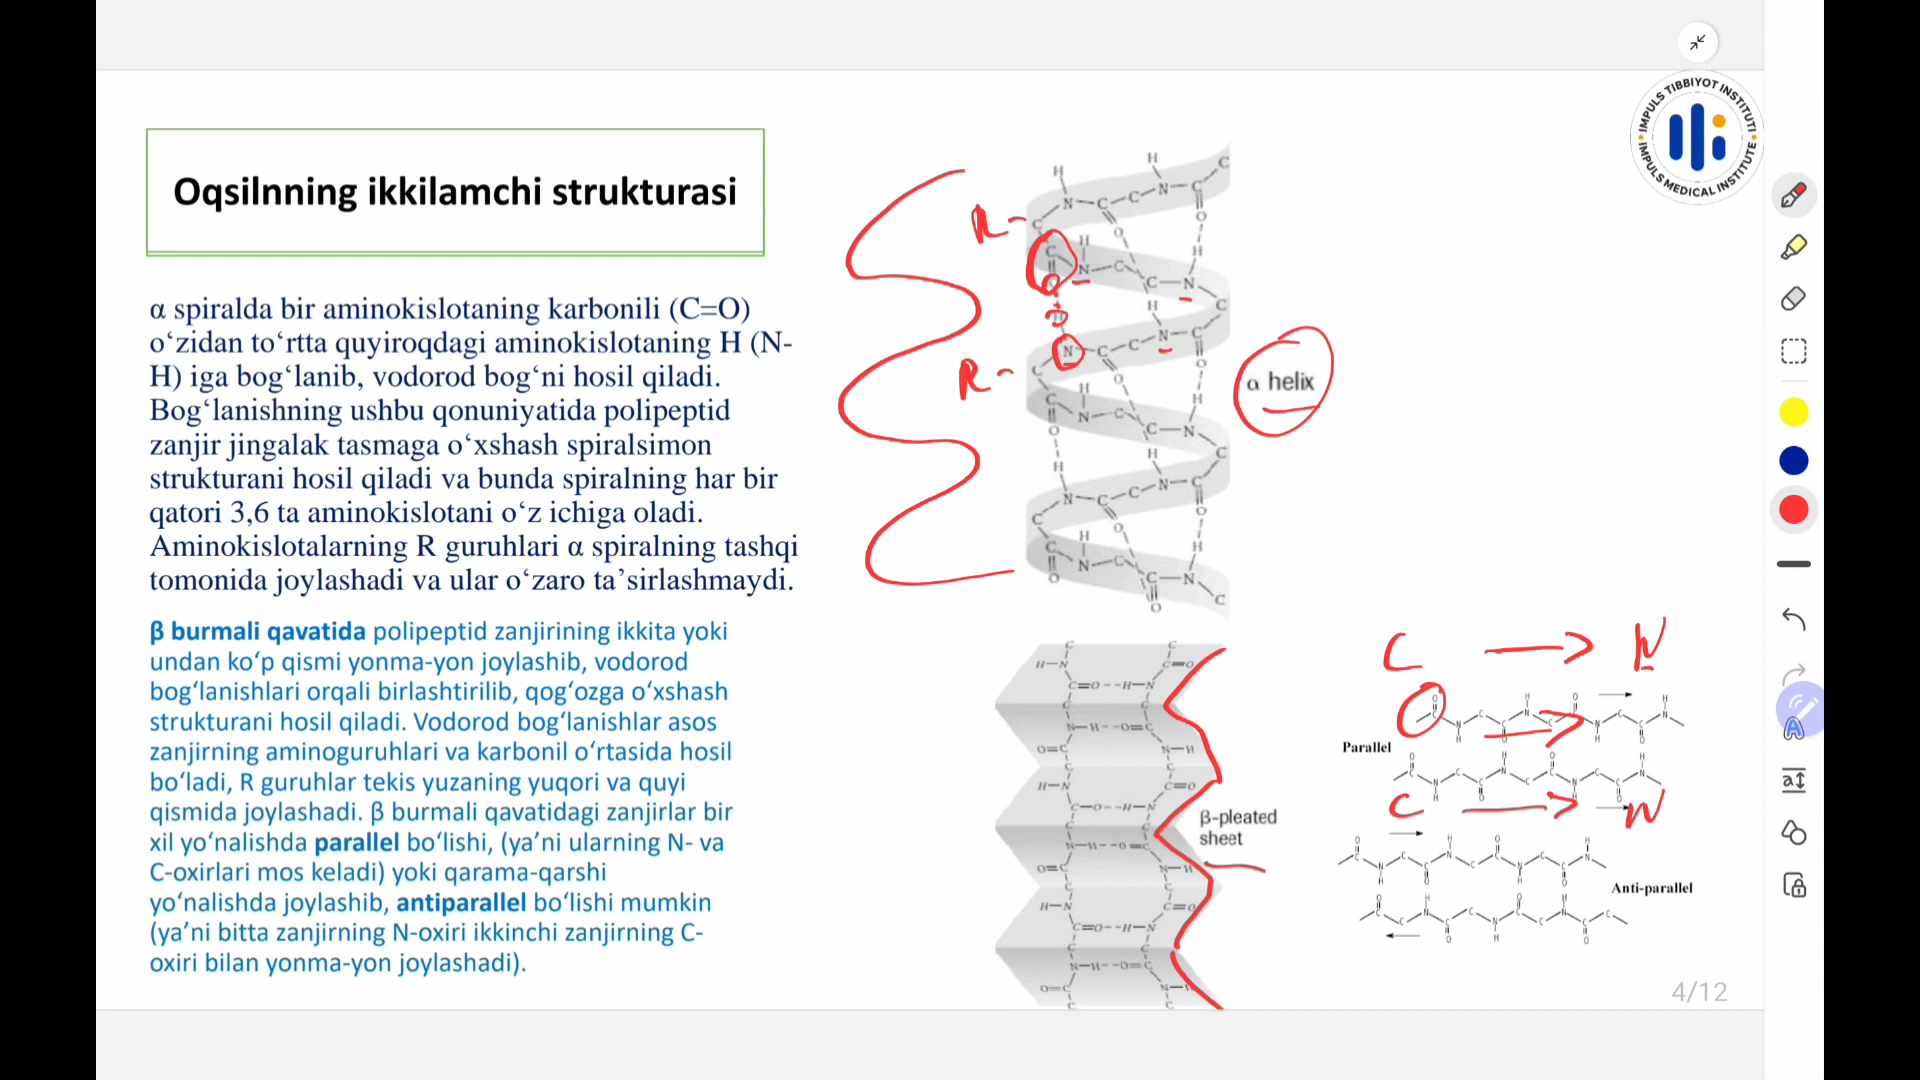 IMPULS TIBBIYOT INSTITUTI
IMPULS MEDICAL INSTITUTE
Oqsilnning ikkilamchi strukturasi
α spiralda bir aminokislotaning karbonili (C=O)
o‘zidan to‘rtta quyiroqdagi aminokislotaning H (N-
H) iga bog‘lanib, vodorod bog‘ni hosil qiladi.
Bog‘lanishning ushbu qonuniyatida polipeptid
zanjir jingalak tasmaga o‘xshash spiralsimon
strukturani hosil qiladi va bunda spiralning har bir
qatori 3,6 ta aminokislotani o‘z ichiga oladi.
Aminokislotalarning R guruhlari α spiralning tashqi
tomonida joylashadi va ular o‘zaro ta’sirlashmaydi.
β burmali qavatida polipeptid zanjirining ikkita yoki
undan ko‘p qismi yonma-yon joylashib, vodorod
bog‘lanishlari orqali birlashtirilib, qog‘ozga o‘xshash
strukturani hosil qiladi. Vodorod bog‘lanishlar asos
zanjirning aminoguruhlari va karbonil o‘rtasida hosil
bo‘ladi, R guruhlar tekis yuzaning yuqori va quyi
qismida joylashadi. β burmali qavatidagi zanjirlar bir
xil yo‘nalishda parallel bo‘lishi, (ya’ni ularning N- va
C-oxirlari mos keladi) yoki qarama-qarshi
yo‘nalishda joylashib, antiparallel bo‘lishi mumkin
(ya’ni bitta zanjirning N-oxiri ikkinchi zanjirning C-
oxiri bilan yonma-yon joylashadi).
R-
R-
α helix
β-pleated
sheet
C N
Parallel
C N
Anti-parallel
4/12